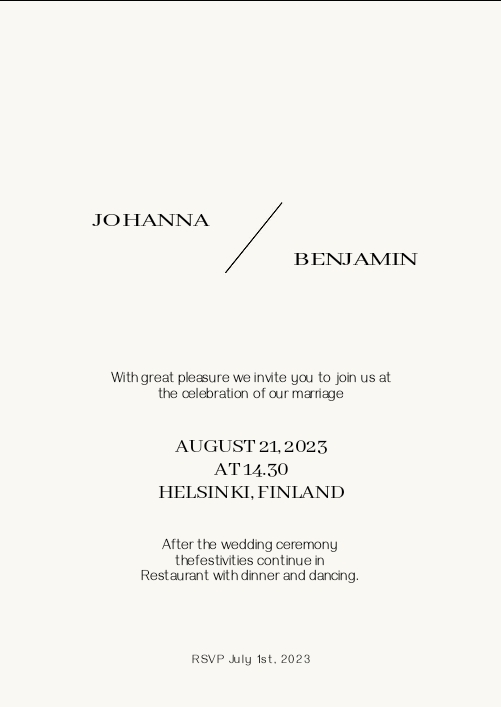 JOHANNA
BENJAMIN
With great pleasure we invite you to join us at
the celebration of our marriage
AUGUST 21, 2023
AT 14.30
HELSINKI, FINLAND
After the wedding ceremony
thefestivities continue in
Restaurant with dinner and dancing.
RSVP July 1st, 2023